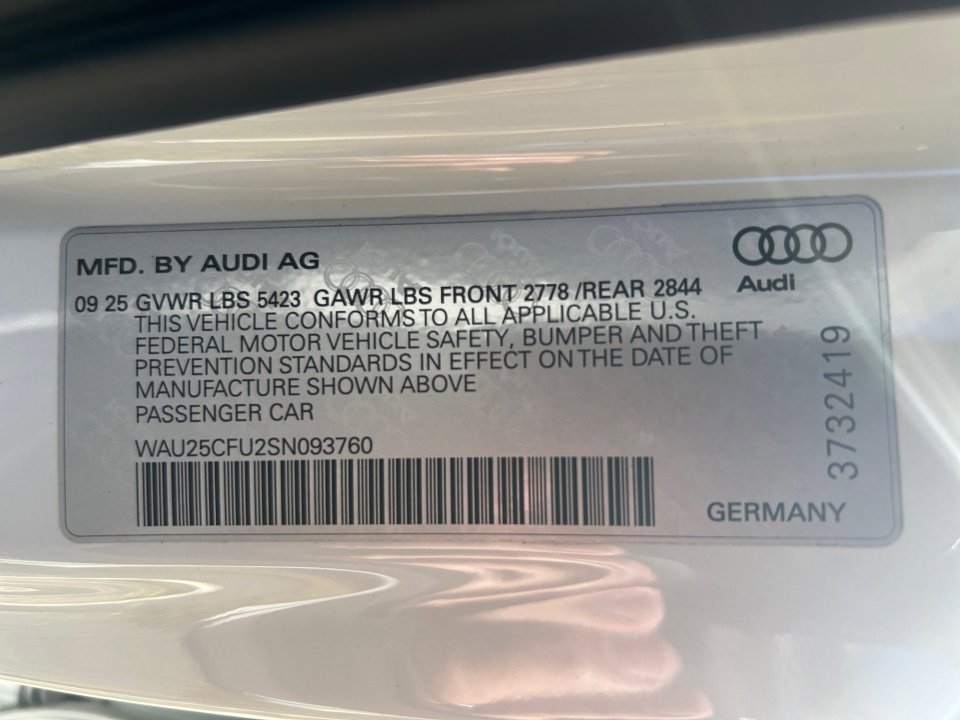 MFD. BY AUDI AG
Audi
09 25 GVWR LBS 5423 GAWR LBS FRONT 2778 /REAR 2844
THIS VEHICLE CONFORMS TO ALL APPLICABLE U.S.
FEDERAL MOTOR VEHICLE SAFETY, BUMPER AND THEFT
PREVENTION STANDARDS IN EFFECT ON THE DATE OF
MANUFACTURE SHOWN ABOVE
PASSENGER CAR
WAU25CFU2SN093760
GERMANY
3732419